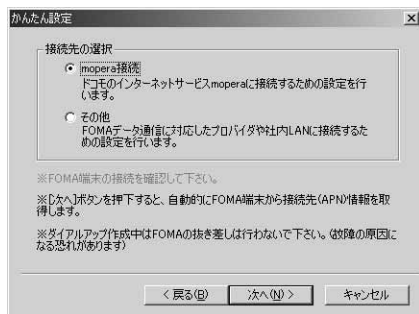 かんたん設定
接続先の選択
mopera接続
ドコモのインターネットサービスmoperaに接続するための設定を行
います。
その他
FOMAデータ通信に対応したプロバイダや社内LANに接続するた
めの設定を行います。
※FOMA端末の接続を確認して下さい。
※[次へ]ボタンを押下すると、自動的にFOMA端末から接続先(APN)情報を取
得します。
※ダイアルアップ作成中はFOMAの抜き差しは行わないで下さい。(故障の原因に
なる恐れがあります)
< 戻る(B) 次へ(N) > キャンセル